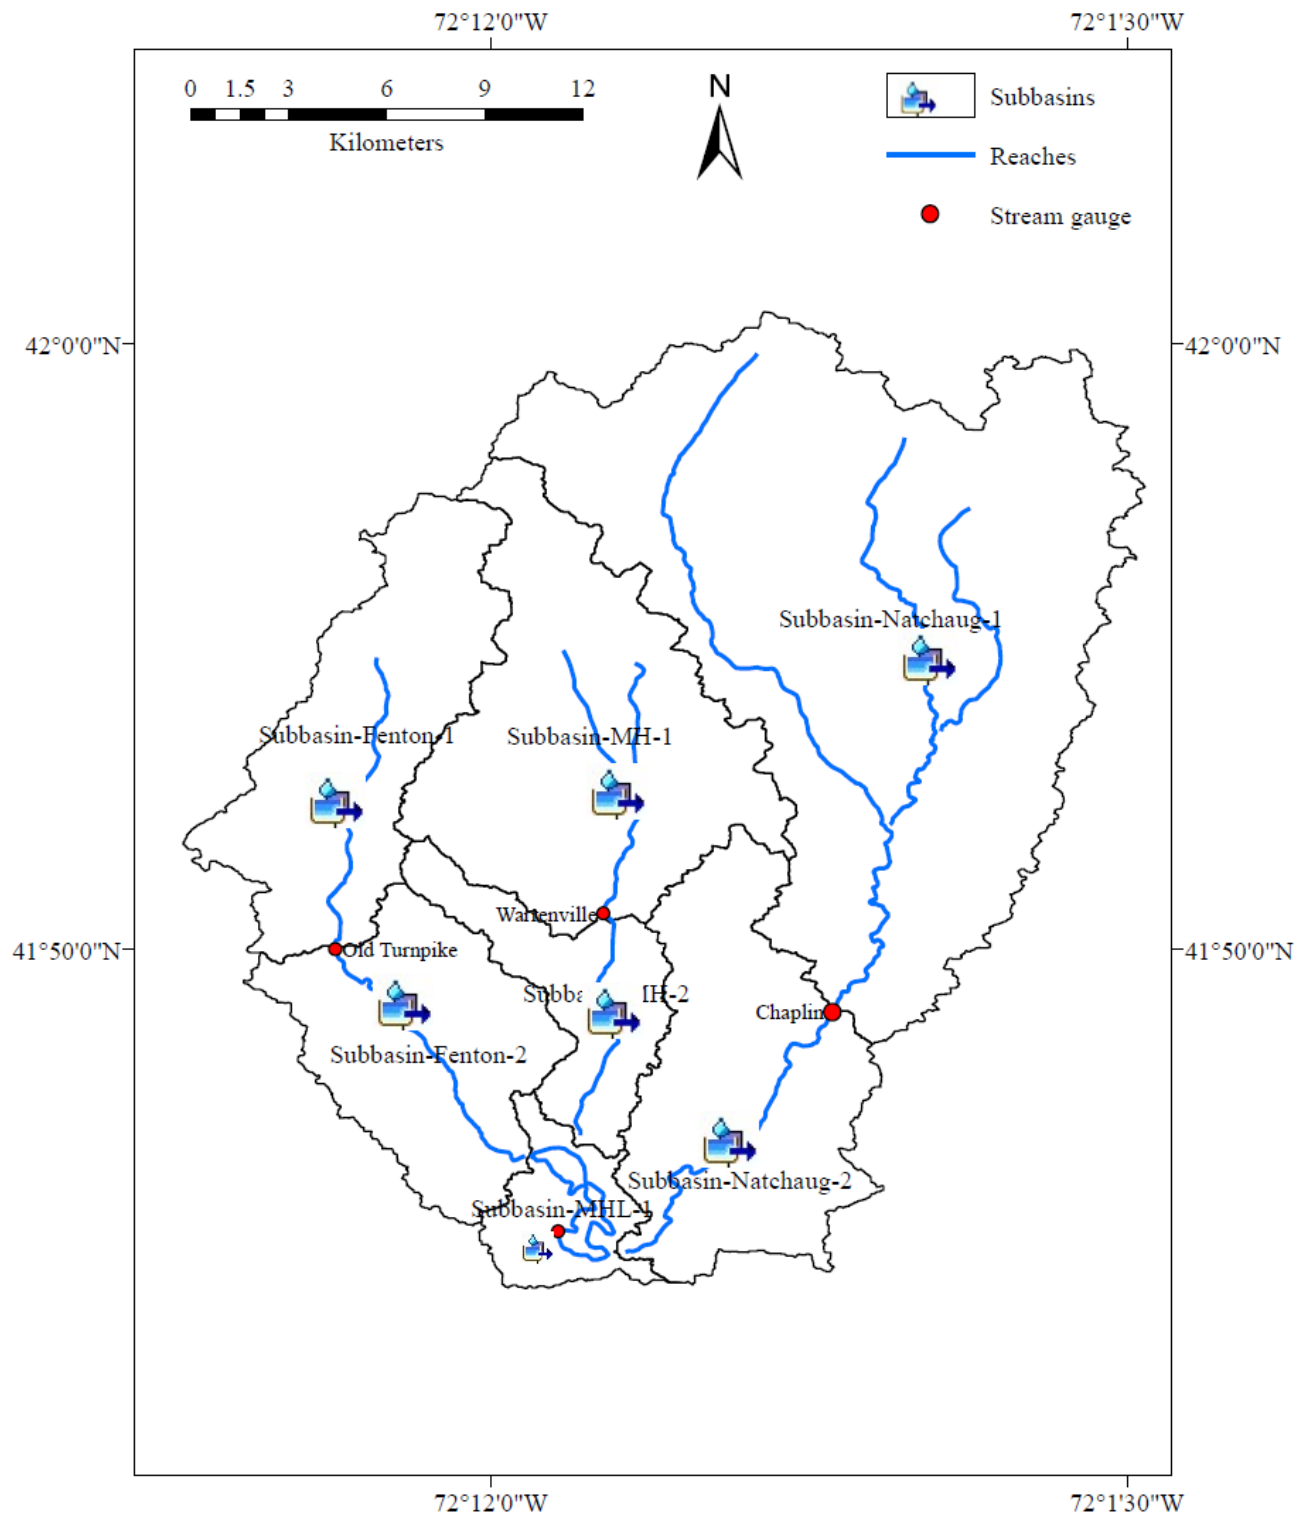 72°12'0"W 72°1'30"W
0 1.5 3 6 9 12
Kilometers
N
Subbasins
Reaches
Stream gauge
42°0'0"N 42°0'0"N
Subbasin-Natchaug-1
Subbasin-Fenton-1
Subbasin-MH-1
Warrenville
41°50'0"N 41°50'0"N
Old Turnpike
Subba IH-2
Chaplin
Subbasin-Fenton-2
Subbasin-Natchaug-2
Subbasin-MHL-1
72°12'0"W 72°1'30"W